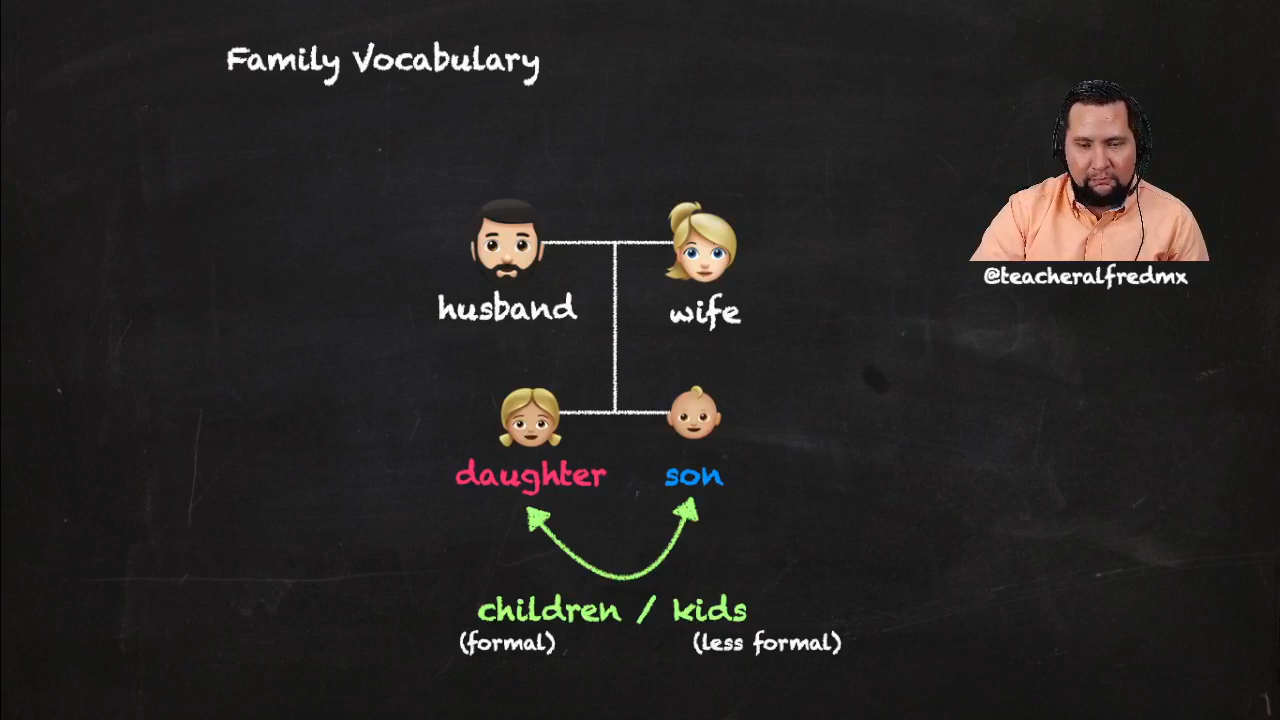 Family Vocabulary
@teacheralfredmx
husband wife
daughter son
children / kids
(formal) (less formal)